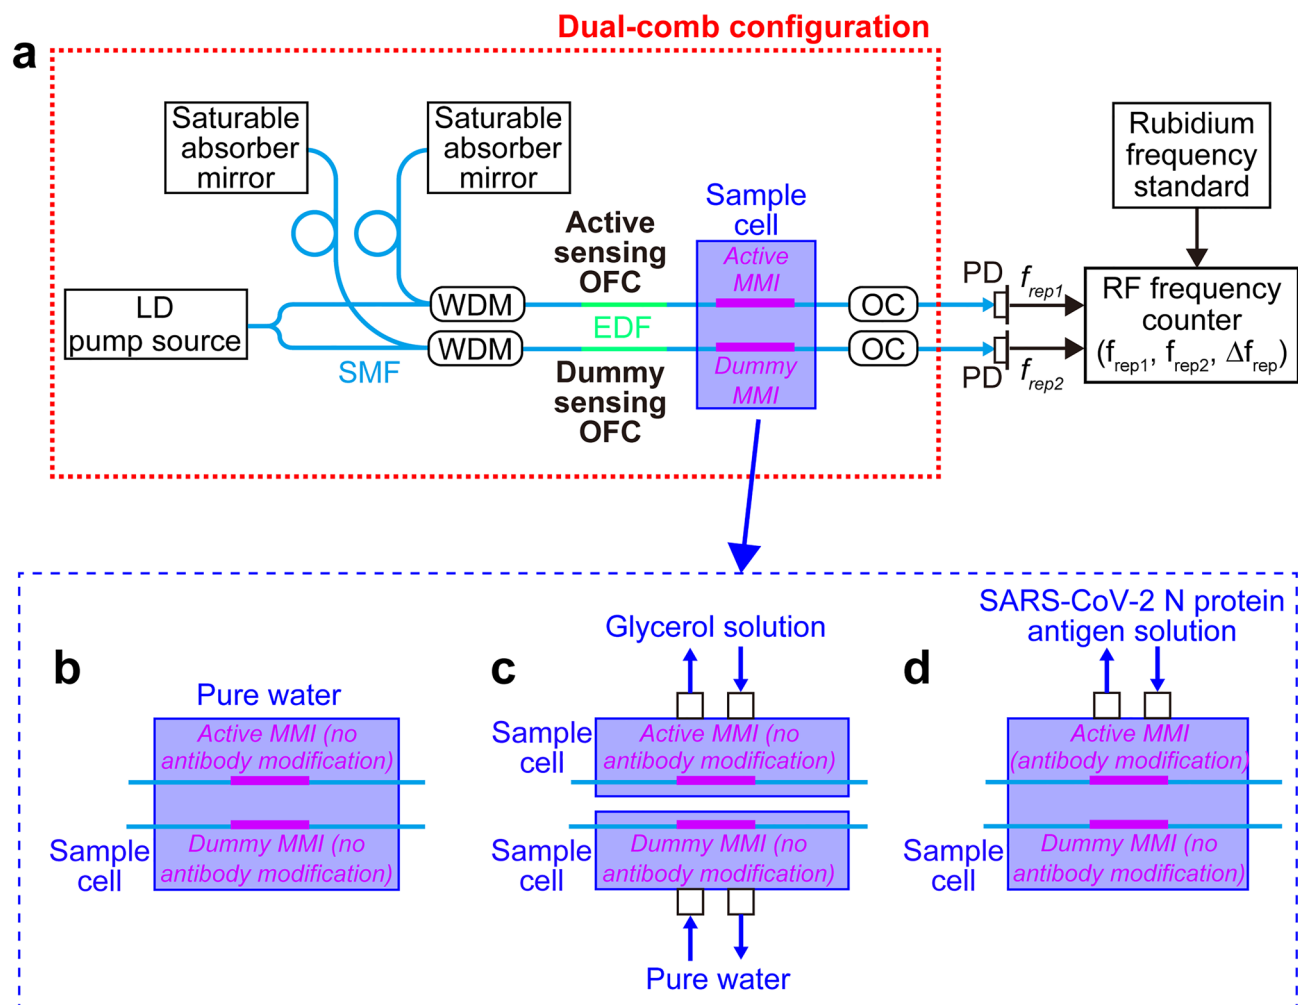 Dual-comb configuration
a
Saturable
absorber
mirror
Saturable
absorber
mirror
Rubidium
frequency
standard
Sample
cell
Active
sensing
OFC
Active
MMI
PD
frep1
LD
pump source
WDM
OC
RF frequency
counter
(frep1, frep2, Δfrep)
EDF
SMF
WDM
OC
PD
frep2
Dummy
sensing
OFC
Dummy
MMI
b
Pure water
Active MMI (no
antibody modification)
Sample
cell
Dummy MMI (no
antibody modification)
c
Glycerol solution
Sample
cell
Active MMI (no
antibody modification)
Sample
cell
Dummy MMI (no
antibody modification)
Pure water
d
SARS-CoV-2 N protein
antigen solution
Active MMI
(antibody modification)
Sample
cell
Dummy MMI (no
antibody modification)